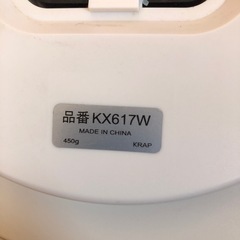 品番 KX617W
MADE IN CHINA
450g KRAP